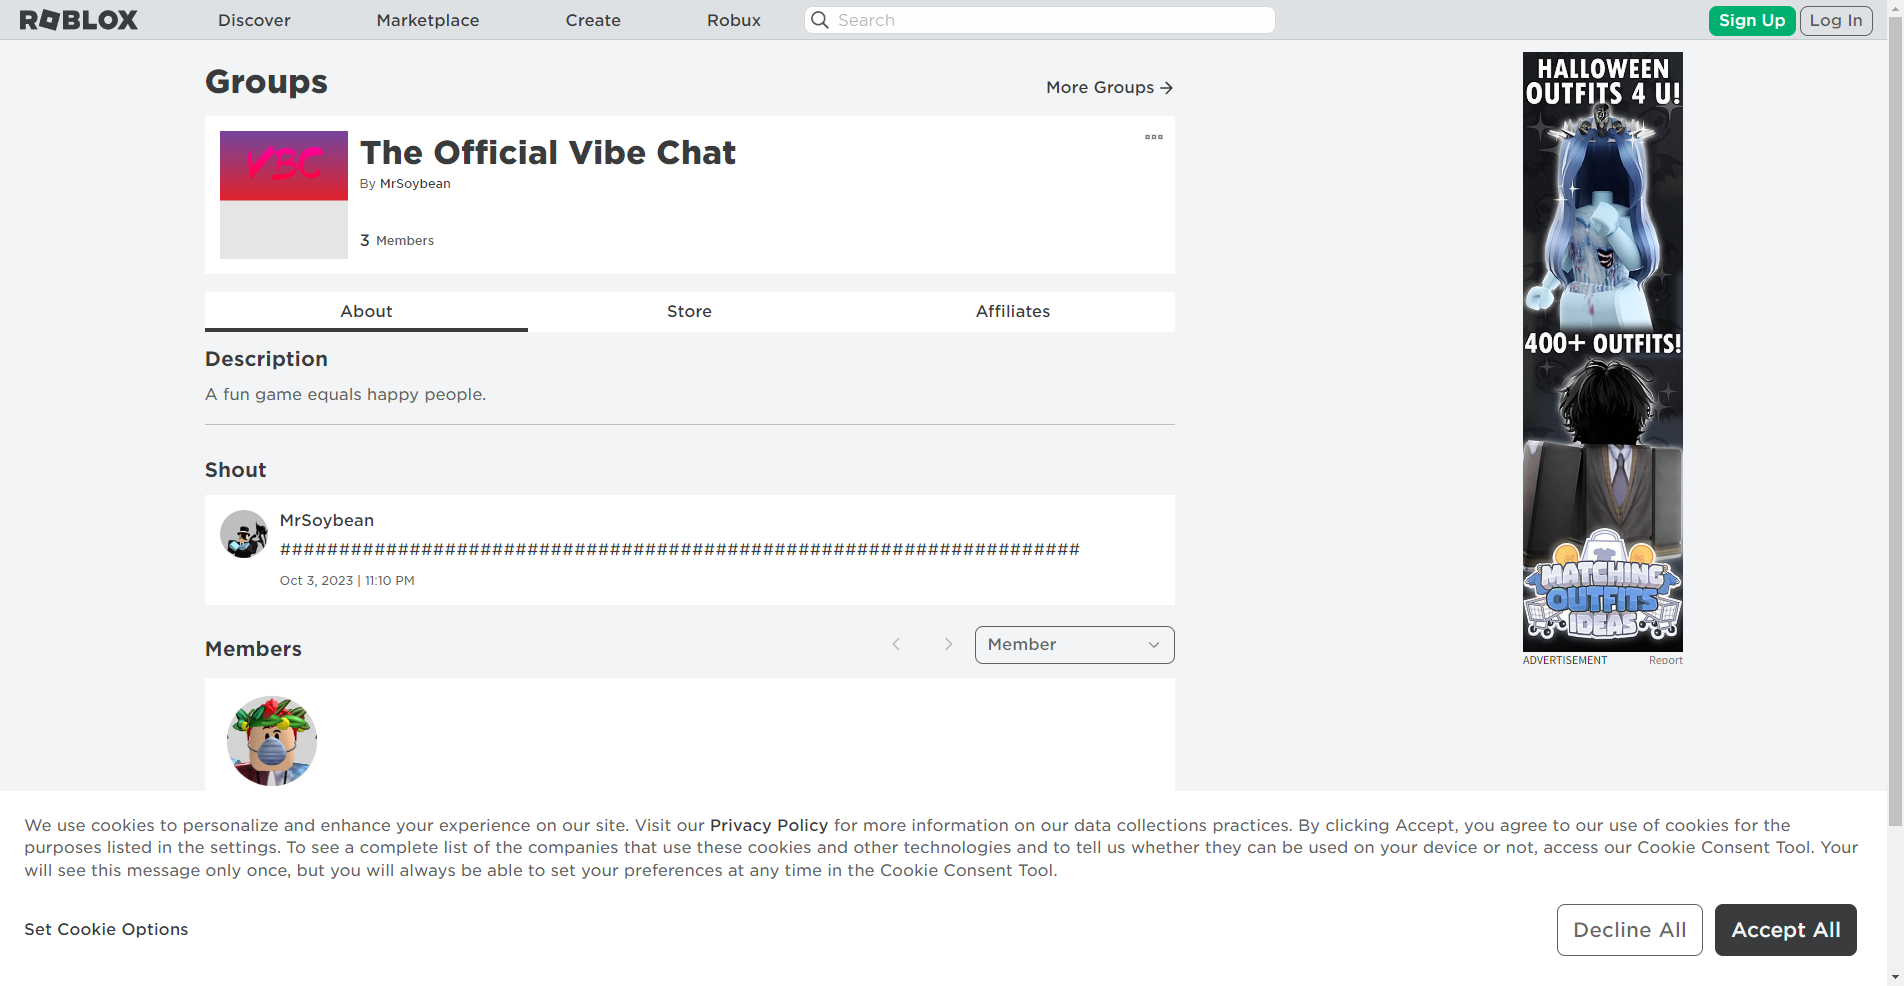 ROBLOX
Discover
Marketplace
Create
Robux
Search
Sign Up
Log In
Groups
More Groups →
VBC
The Official Vibe Chat
By MrSoybean
3 Members
About
Store
Affiliates
Description
A fun game equals happy people.
Shout
MrSoybean
####################################################################
Oct 3, 2023 | 11:10 PM
Members
Member
HALLOWEEN
OUTFITS 4 U!
400+ OUTFITS!
MATCHING
OUTFITS
IDEAS
ADVERTISEMENT
Report
We use cookies to personalize and enhance your experience on our site. Visit our Privacy Policy for more information on our data collections practices. By clicking Accept, you agree to our use of cookies for the
purposes listed in the settings. To see a complete list of the companies that use these cookies and other technologies and to tell us whether they can be used on your device or not, access our Cookie Consent Tool. Your
will see this message only once, but you will always be able to set your preferences at any time in the Cookie Consent Tool.
Set Cookie Options
Decline All
Accept All